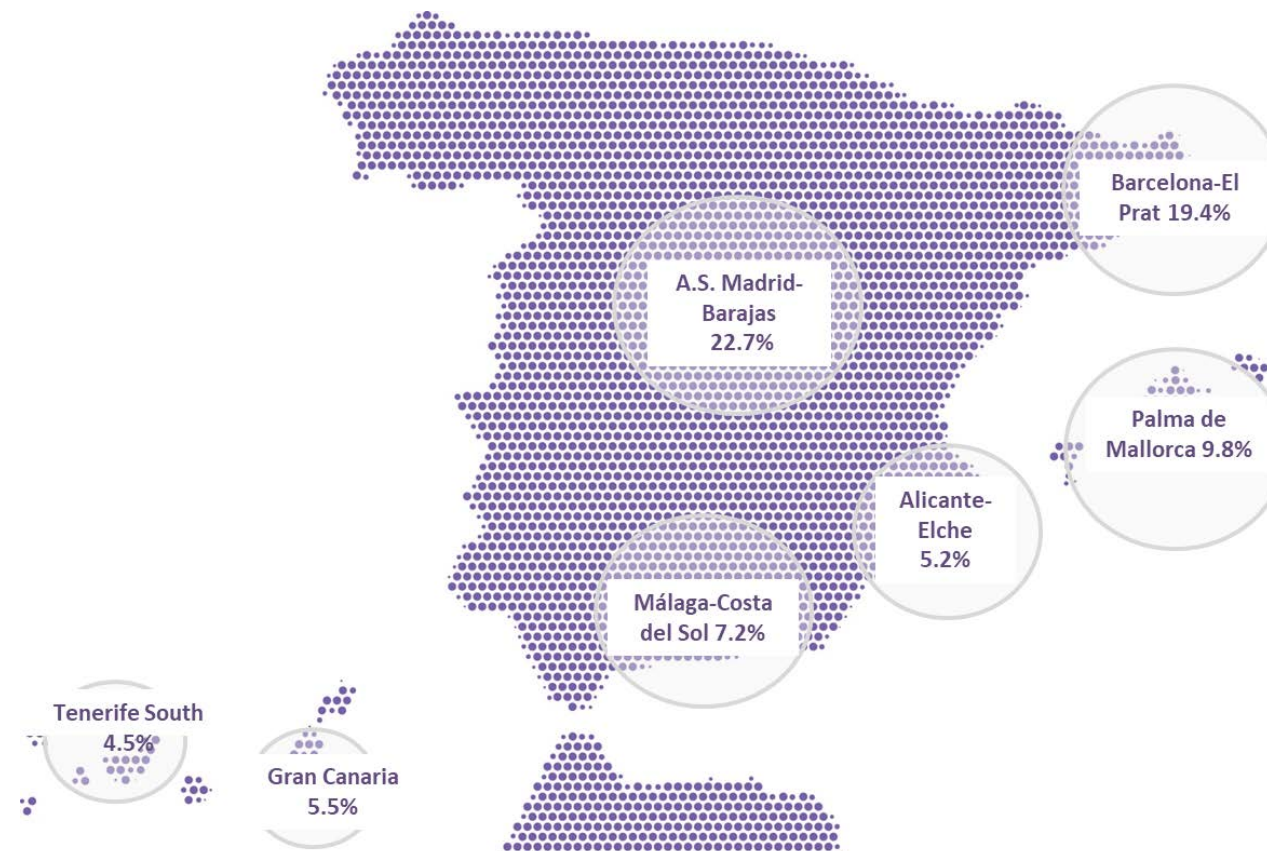 Barcelona-El
Prat 19.4%
A.S. Madrid-
Barajas
22.7%
Palma de
Mallorca 9.8%
Alicante-
Elche
5.2%
Málaga-Costa
del Sol 7.2%
Tenerife South
4.5%
Gran Canaria
5.5%